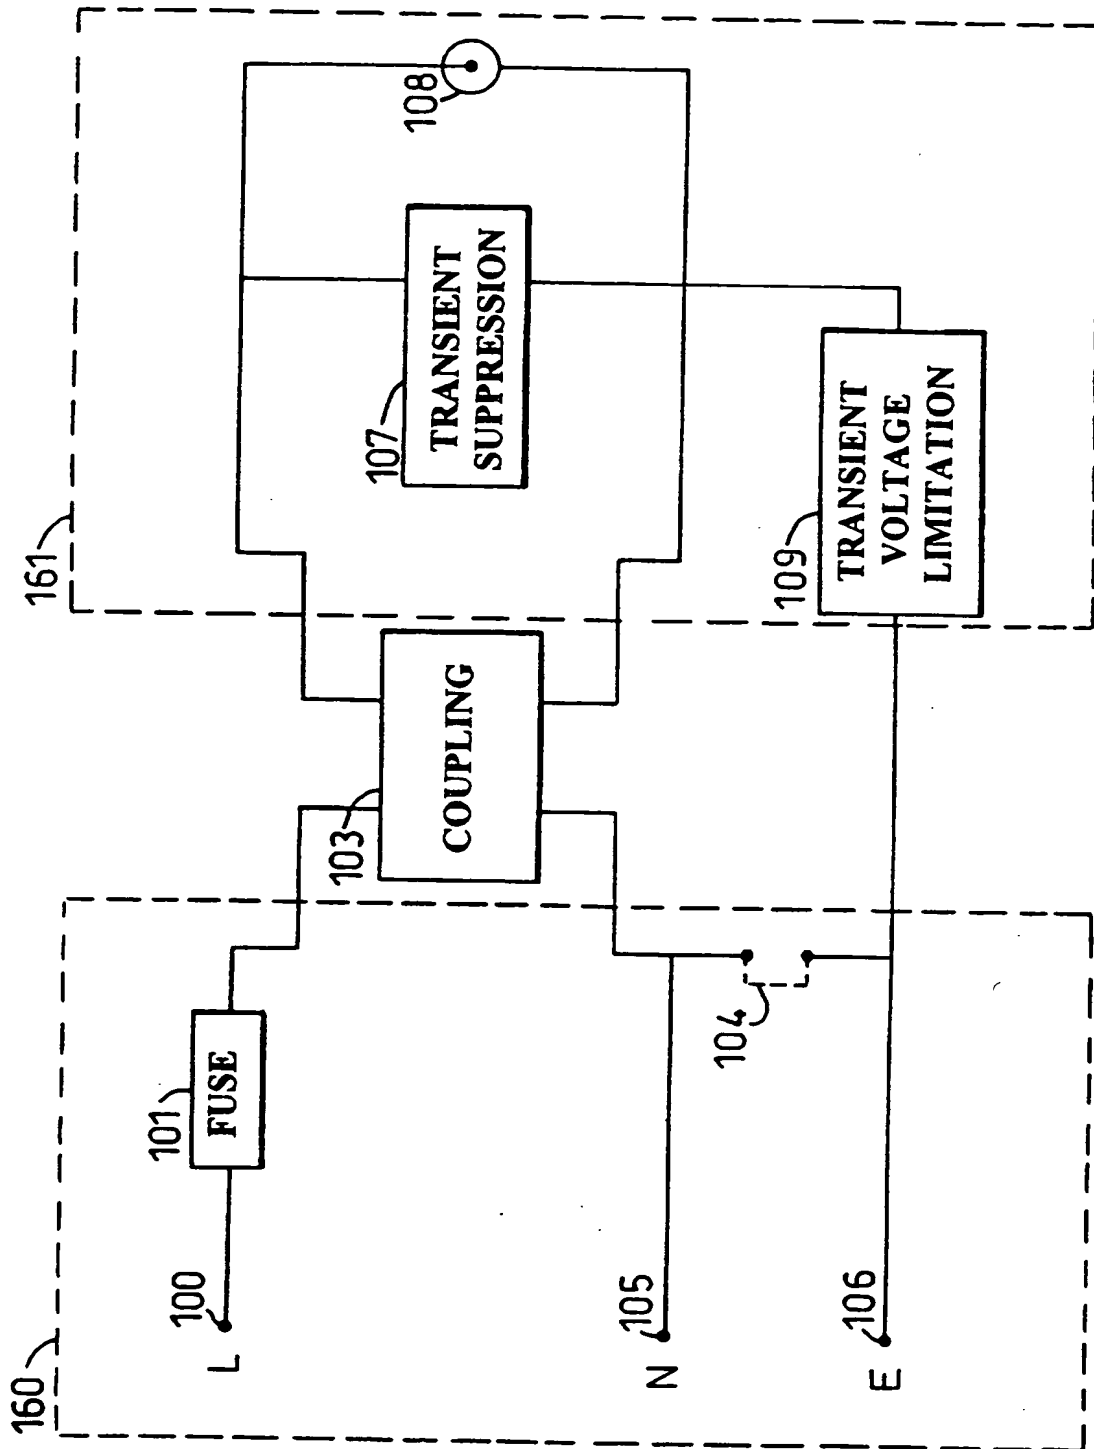 160
161
L
100
101
FUSE
103
COUPLING
107
TRANSIENT
SUPPRESSION
108
N
105
104
E
106
109
TRANSIENT
VOLTAGE
LIMITATION